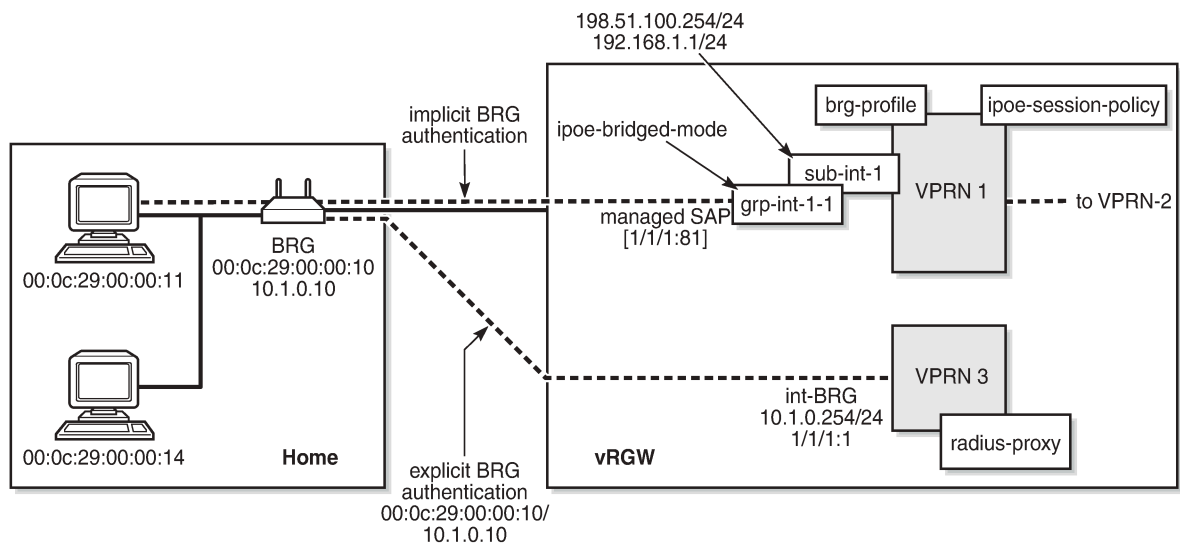 198.51.100.254/24
192.168.1.1/24
implicit BRG
authentication
ipoe-bridged-mode
brg-profile
ipoe-session-policy
sub-int-1
VPRN 1
grp-int-1-1
to VPRN-2
managed SAP
[1/1/1:81]
BRG
00:0c:29:00:00:10
10.1.0.10
00:0c:29:00:00:11
VPRN 3
int-BRG
10.1.0.254/24
1/1/1:1
radius-proxy
00:0c:29:00:00:14
Home
vRGW
explicit BRG
authentication
00:0c:29:00:00:10/
10.1.0.10